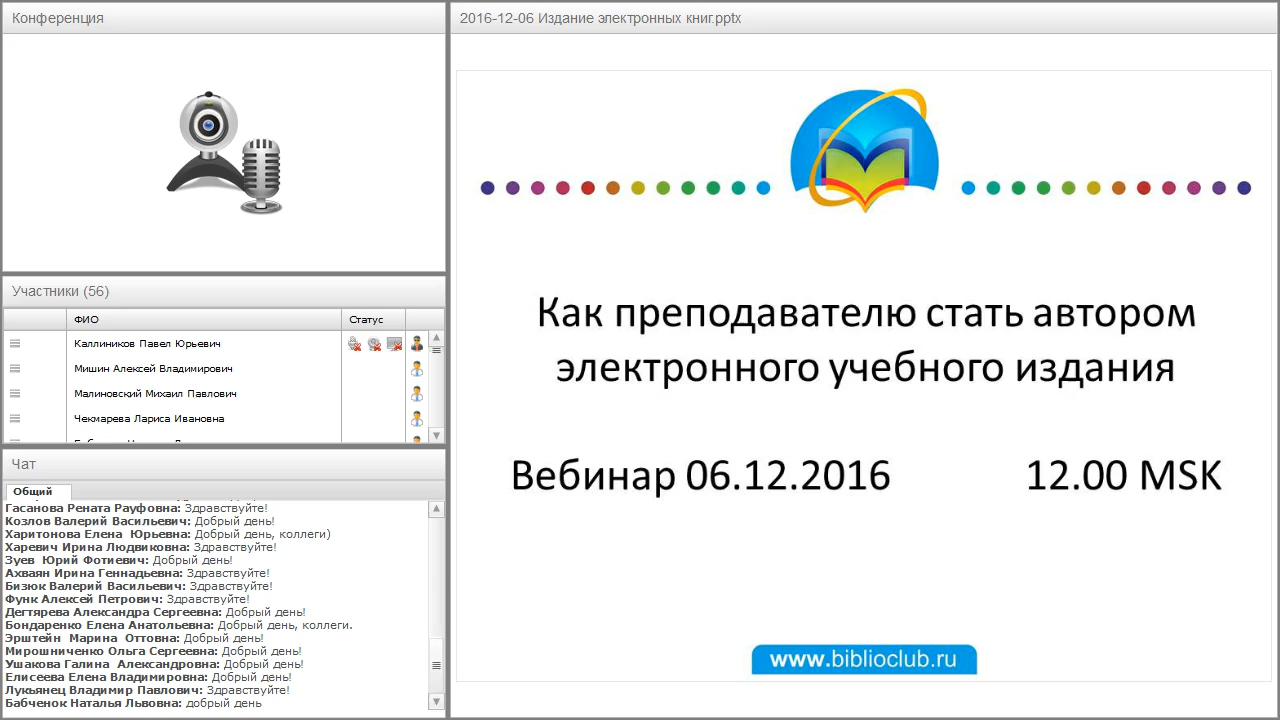 Конференция
Участники (56)
ФИО Статус
Каллиников Павел Юрьевич
Мишин Алексей Владимирович
Малиновский Михаил Павлович
Чекмарева Лариса Ивановна
Чат
Общий
Гасанова Рената Рауфовна: Здравствуйте!
Козлов Валерий Васильевич: Добрый день!
Харитонова Елена  Юрьевна: Добрый день, коллеги)
Харевич Ирина Людвиковна: Здравствуйте!
Зуев  Юрий Фотиевич: Добрый день!
Ахваян Ирина Геннадьевна: Здравствуйте!
Бизюк Валерий Васильевич: Здравствуйте!
Функ Алексей Петрович: Здравствуйте!
Дегтярева Александра Сергеевна: Добрый день!
Бондаренко Елена Анатольевна: Добрый день, коллеги.
Эрштейн  Марина  Оттовна: Добрый день!
Мирошниченко Ольга Сергеевна: Добрый день!
Ушакова Галина  Александровна: Добрый день!
Елисеева Елена Владимировна: Добрый день!
Лукьянец Владимир Павлович: Здравствуйте!
Бабченок Наталья Львовна: добрый день
2016-12-06 Издание электронных книг.pptx
Как преподавателю стать автором
электронного учебного издания
Вебинар 06.12.2016 12.00 MSK
www.biblioclub.ru